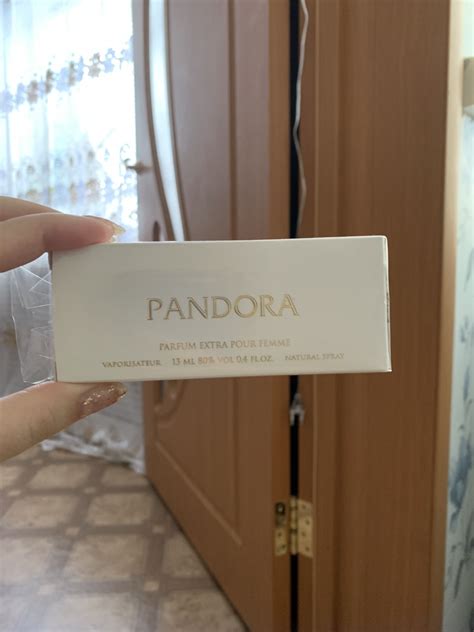 PANDORA
PARFUM EXTRA POUR FEMME
VAPORISATEUR 13 ML 80% VOL 0.4 FL.OZ. NATURAL SPRAY